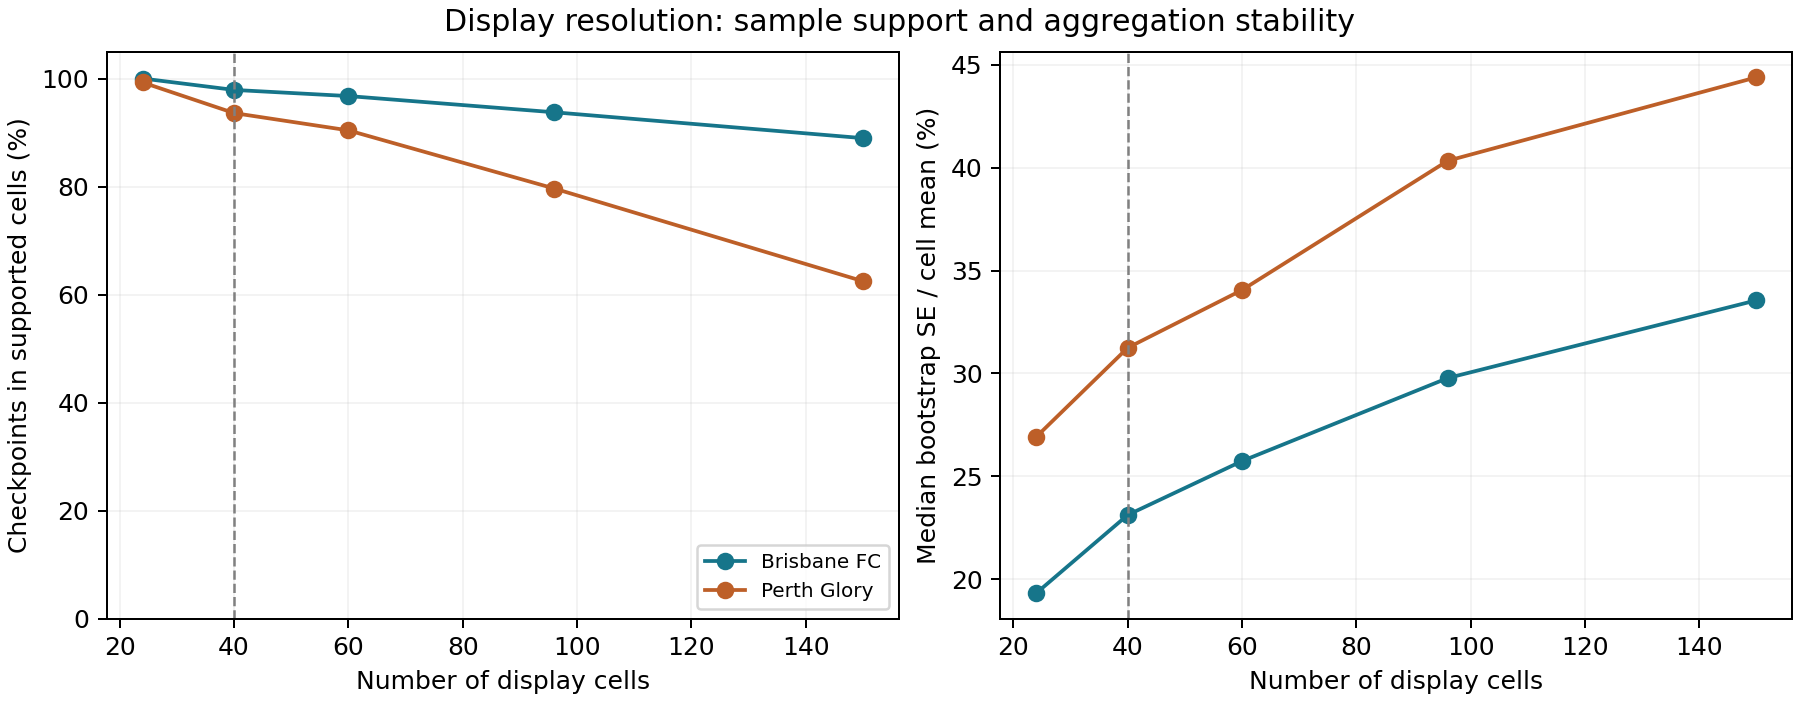 Display resolution: sample support and aggregation stability
Checkpoints in supported cells (%)
100
80
60
40
20
0
20 40 60 80 100 120 140
Number of display cells
Brisbane FC
Perth Glory
Median bootstrap SE / cell mean (%)
45
40
35
30
25
20
20 40 60 80 100 120 140
Number of display cells